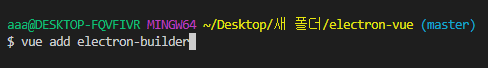 aaa@DESKTOP-FQVFIVR MINGW64 ~/Desktop/새 폴더/electron-vue (master)
$ vue add electron-builder